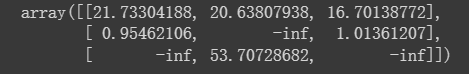 array([[21.73304188, 20.63807938, 16.70138772],
[ 0.95462106, -inf, 1.01361207],
[ -inf, 53.70728682, -inf]])